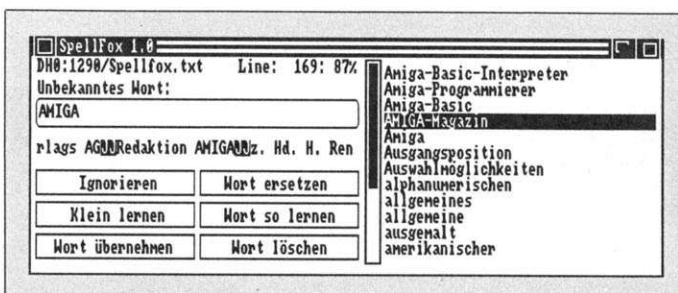 SpellFox 1.0
DH0:1290/Spellfox.txt Line: 169: 87%
Unbekanntes Wort:
AMIGA
rlags AG Redaktion AMIGA z. Hd. H. Ren
Ignorieren Wort ersetzen
Klein lernen Wort so lernen
Wort übernehmen Wort löschen
Amiga-Basic-Interpreter
Amiga-Programmierer
Amiga-Basic
AMIGA-Magazin
Amiga
Ausgangsposition
Auswahlmöglichkeiten
alphanumerischen
allgemeines
allgemeine
ausgemalt
amerikanischer